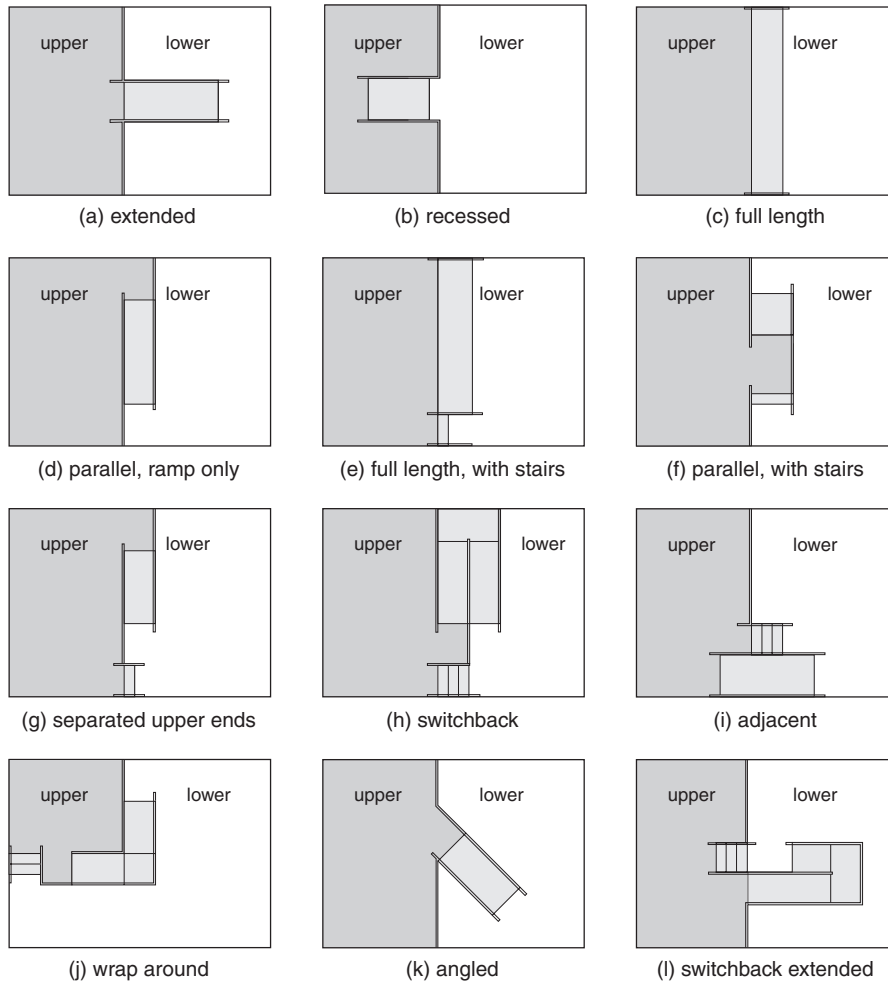 upper lower
upper lower
upper lower
(a) extended
(b) recessed
(c) full length
upper lower
upper lower
upper lower
(d) parallel, ramp only
(e) full length, with stairs
(f) parallel, with stairs
upper lower
upper lower
upper lower
(g) separated upper ends
(h) switchback
(i) adjacent
upper lower
upper lower
upper lower
(j) wrap around
(k) angled
(l) switchback extended